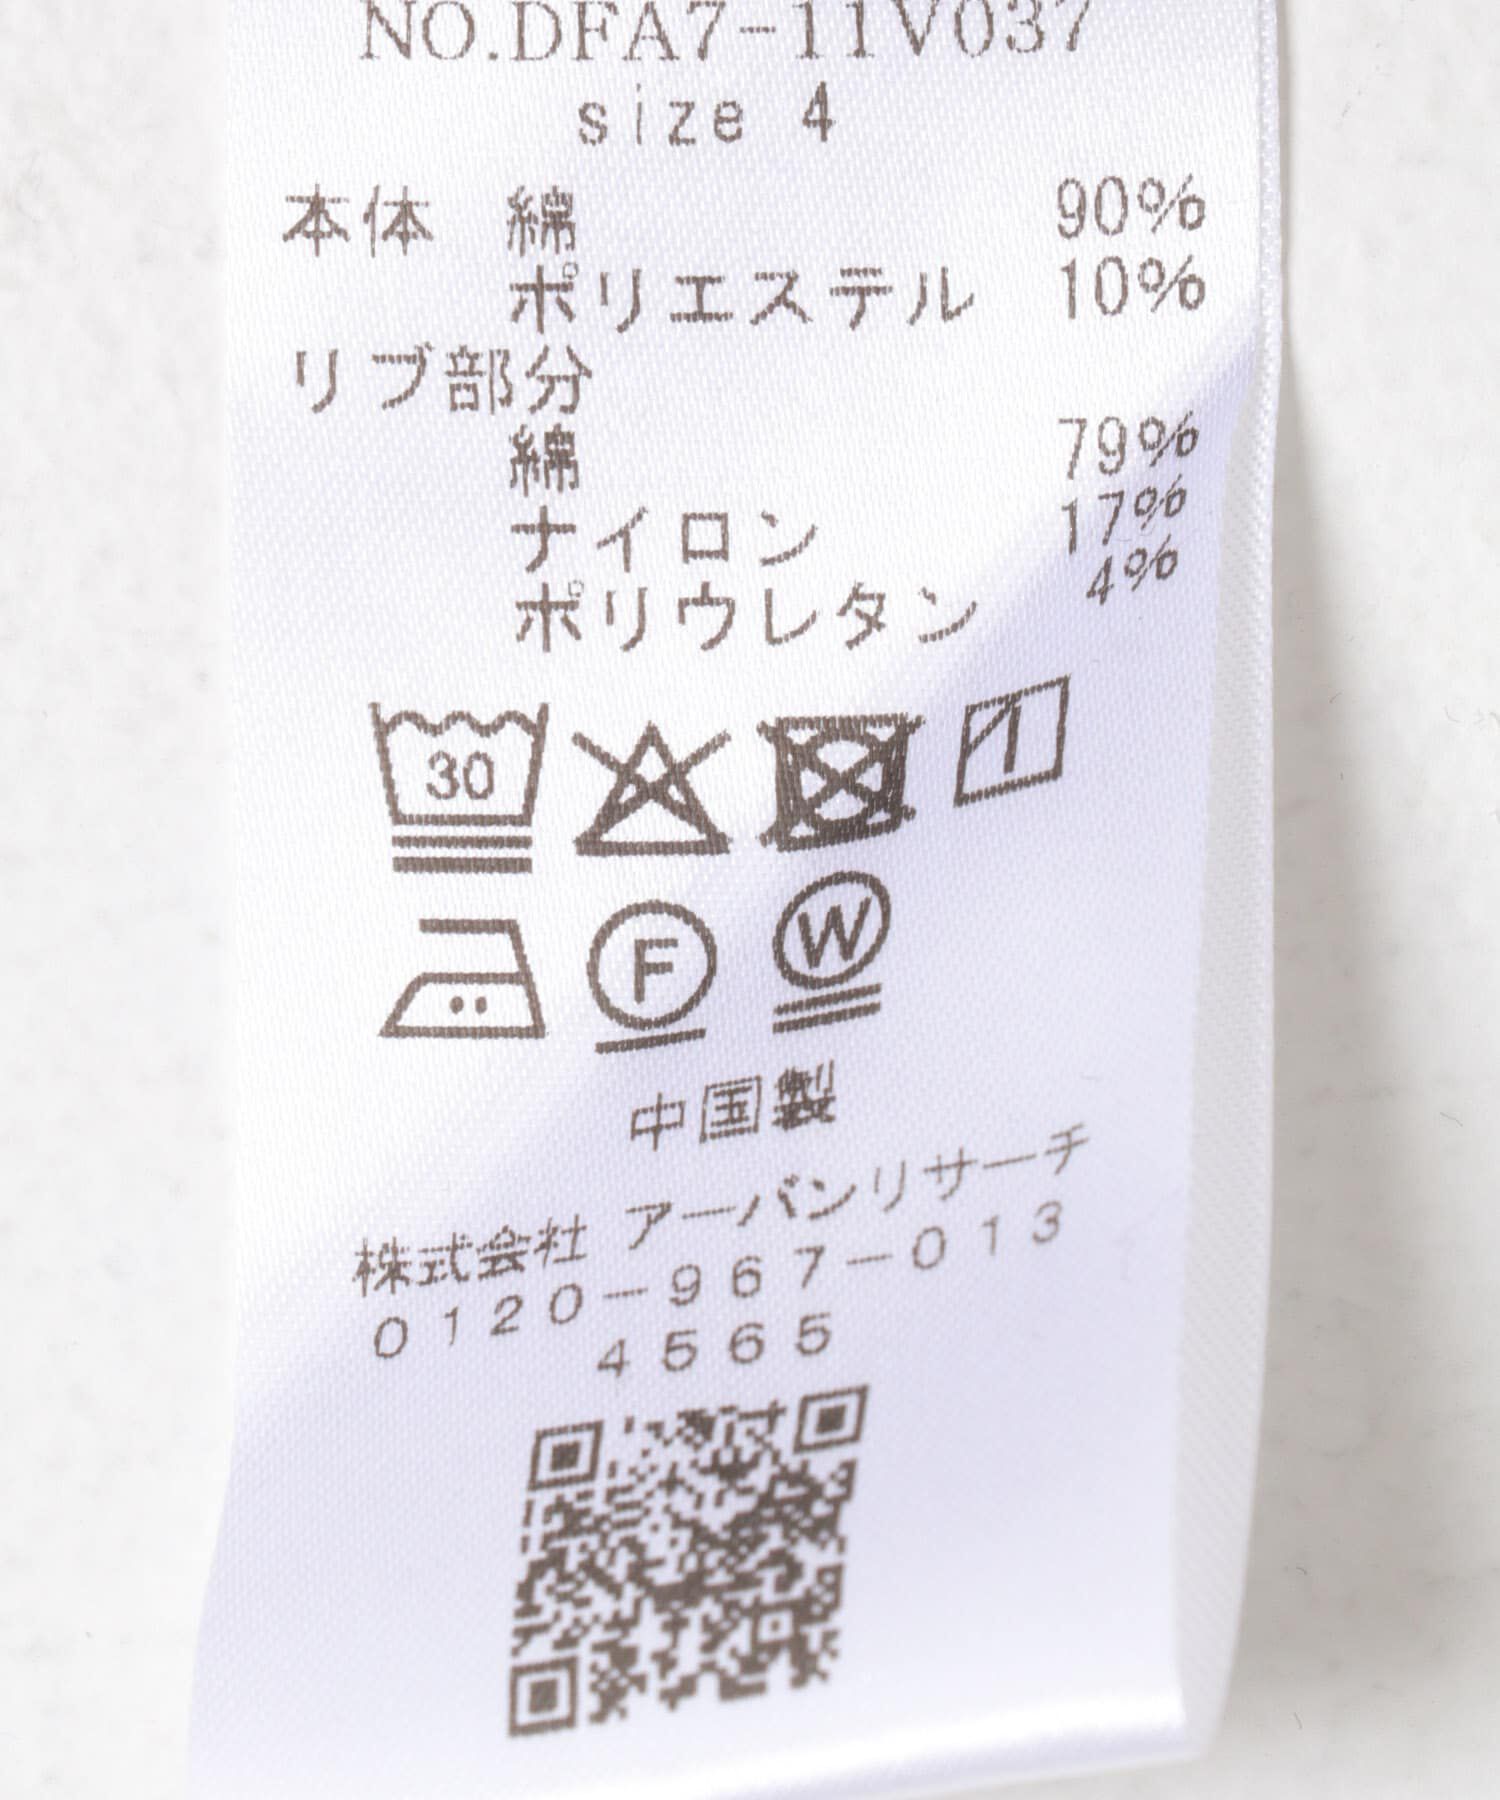 NO.DFA7-11V037
size 4
本体 綿 90%
ポリエステル 10%
リブ部分
綿 79%
ナイロン 17%
ポリウレタン 4%
30
F W
中国製
株式会社 アーバンリサーチ
0120-967-013
4565